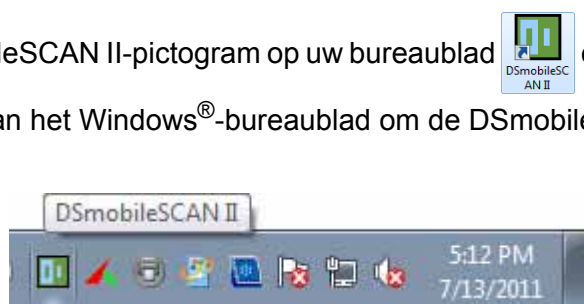 leSCAN II-pictogram op uw bureaublad
DSmobileSC
AN II
an het Windows®-bureaublad om de DSmobile
DSmobileSCAN II
5:12 PM
7/13/2011